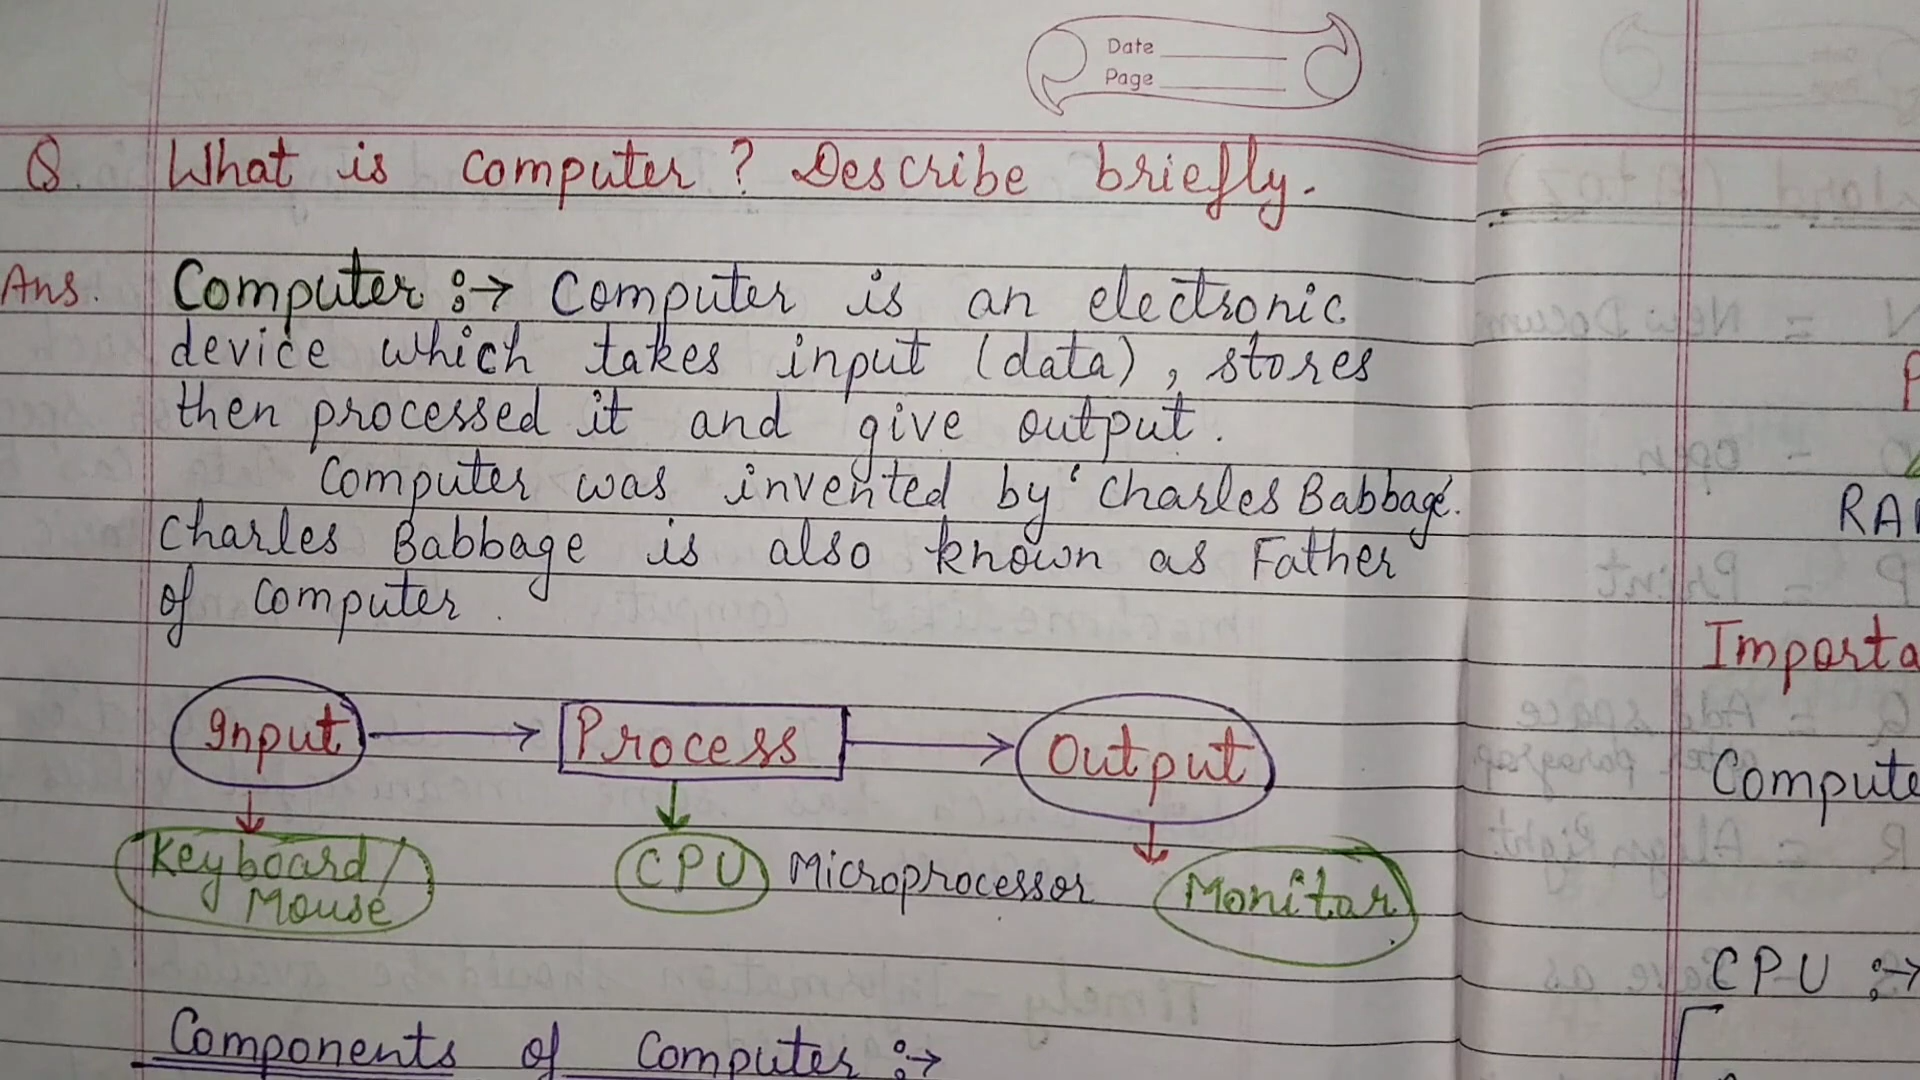 Date
Page
Q. What is computer? Describe briefly.
Ans. Computer :→ Computer is an electronic
device which takes input (data), stores
then processed it and give output.
Computer was invented by 'Charles Babbage'.
Charles Babbage is also known as Father
of computer.
Input → Process → Output
Keyboard/
Mouse
CPU Microprocessor
Monitor
Components of Computer :→
Importa
Compute
CPU :→